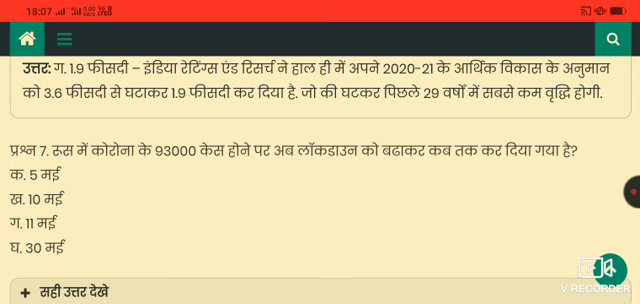 18:07
उत्तर: ग. 1.9 फीसदी – इंडिया रेटिंग्स एंड रिसर्च ने हाल ही में अपने 2020-21 के आर्थिक विकास के अनुमान
को 3.6 फीसदी से घटाकर 1.9 फीसदी कर दिया है. जो की घटकर पिछले 29 वर्षों में सबसे कम वृद्धि होगी.
प्रश्न 7. रूस में कोरोना के 93000 केस होने पर अब लॉकडाउन को बढाकर कब तक कर दिया गया है?
क. 5 मई
ख. 10 मई
ग. 11 मई
घ. 30 मई
+ सही उत्तर देखे
V RECORDER